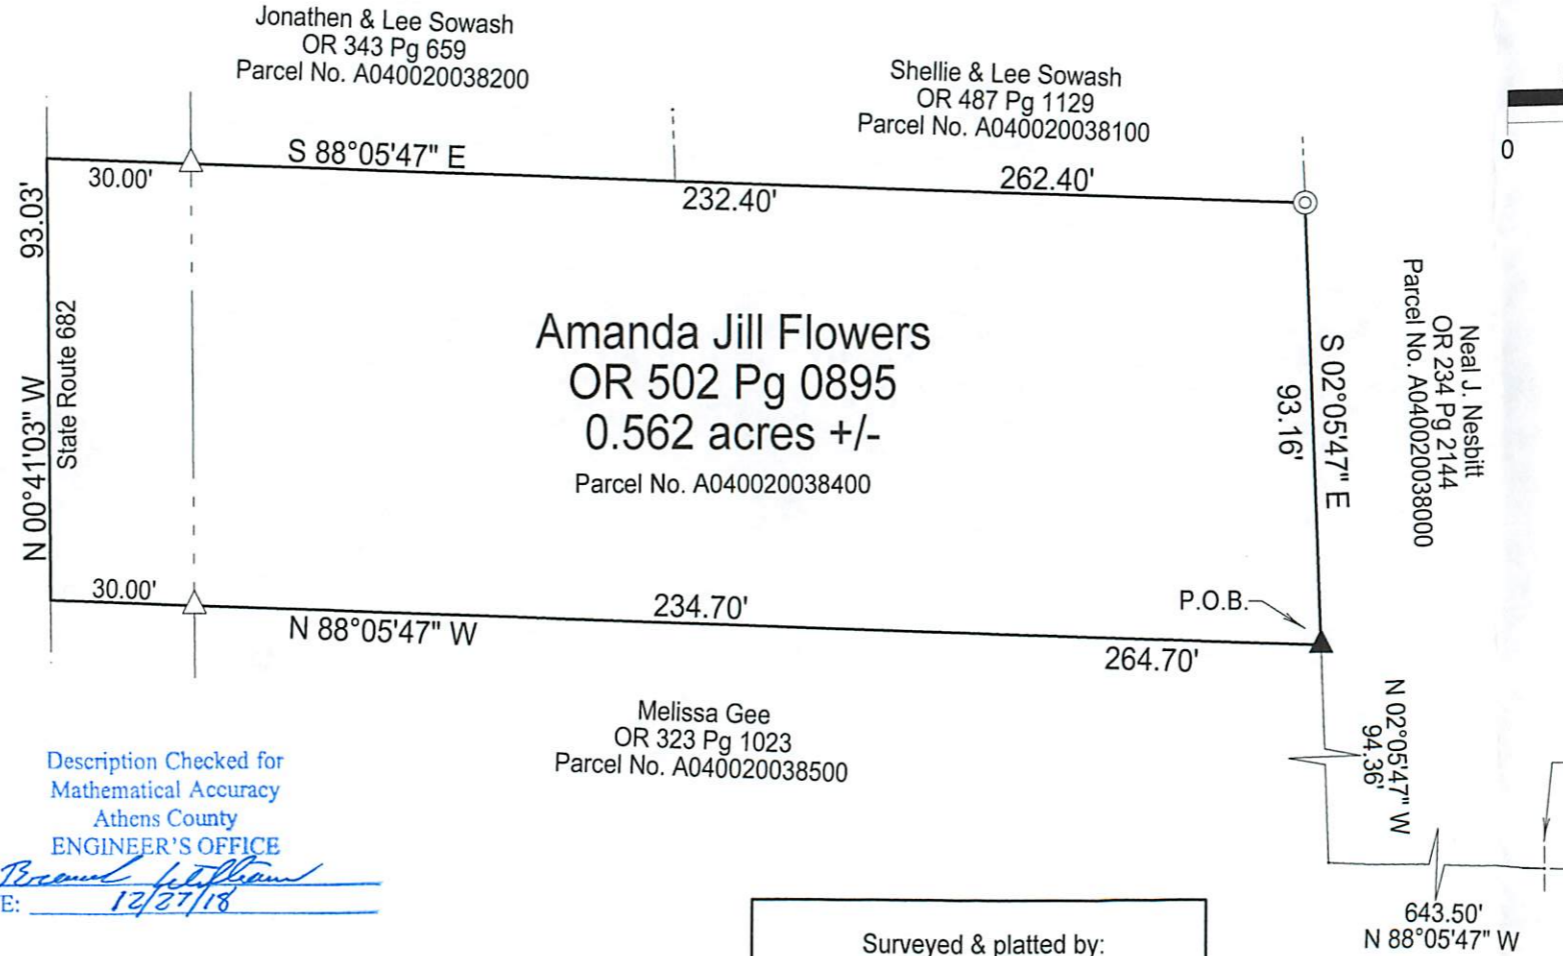 Jonathen & Lee Sowash
OR 343 Pg 659
Parcel No. A040020038200
Shellie & Lee Sowash
OR 487 Pg 1129
Parcel No. A040020038100
0
S 88°05'47" E
30.00'
232.40'
262.40'
93.03'
N 00°41'03" W
State Route 682
Amanda Jill Flowers
OR 502 Pg 0895
0.562 acres +/-
Parcel No. A040020038400
S 02°05'47" E
93.16'
Neal J. Nesbitt
OR 234 Pg 2144
Parcel No. A040020038000
P.O.B.
30.00'
234.70'
N 88°05'47" W
264.70'
Melissa Gee
OR 323 Pg 1023
Parcel No. A040020038500
N 02°05'47" W
94.36'
643.50'
N 88°05'47" W
Description Checked for
Mathematical Accuracy
Athens County
ENGINEER'S OFFICE
E: 12/27/18
Surveyed & platted by: